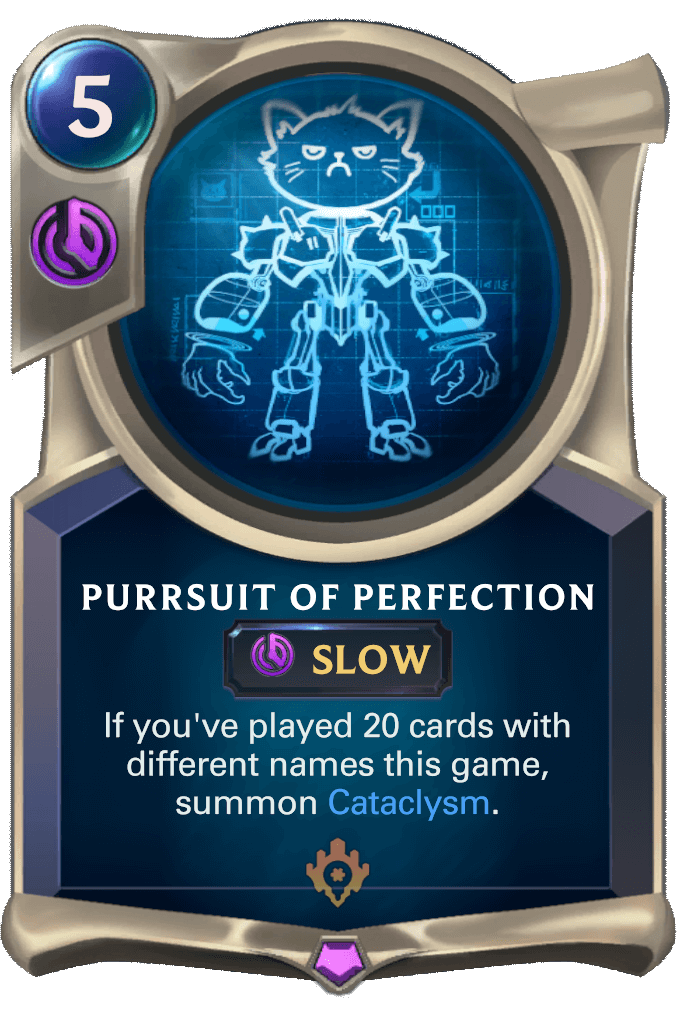 5
PURRSUIT OF PERFECTION
SLOW
If you've played 20 cards with
different names this game,
summon Cataclysm.